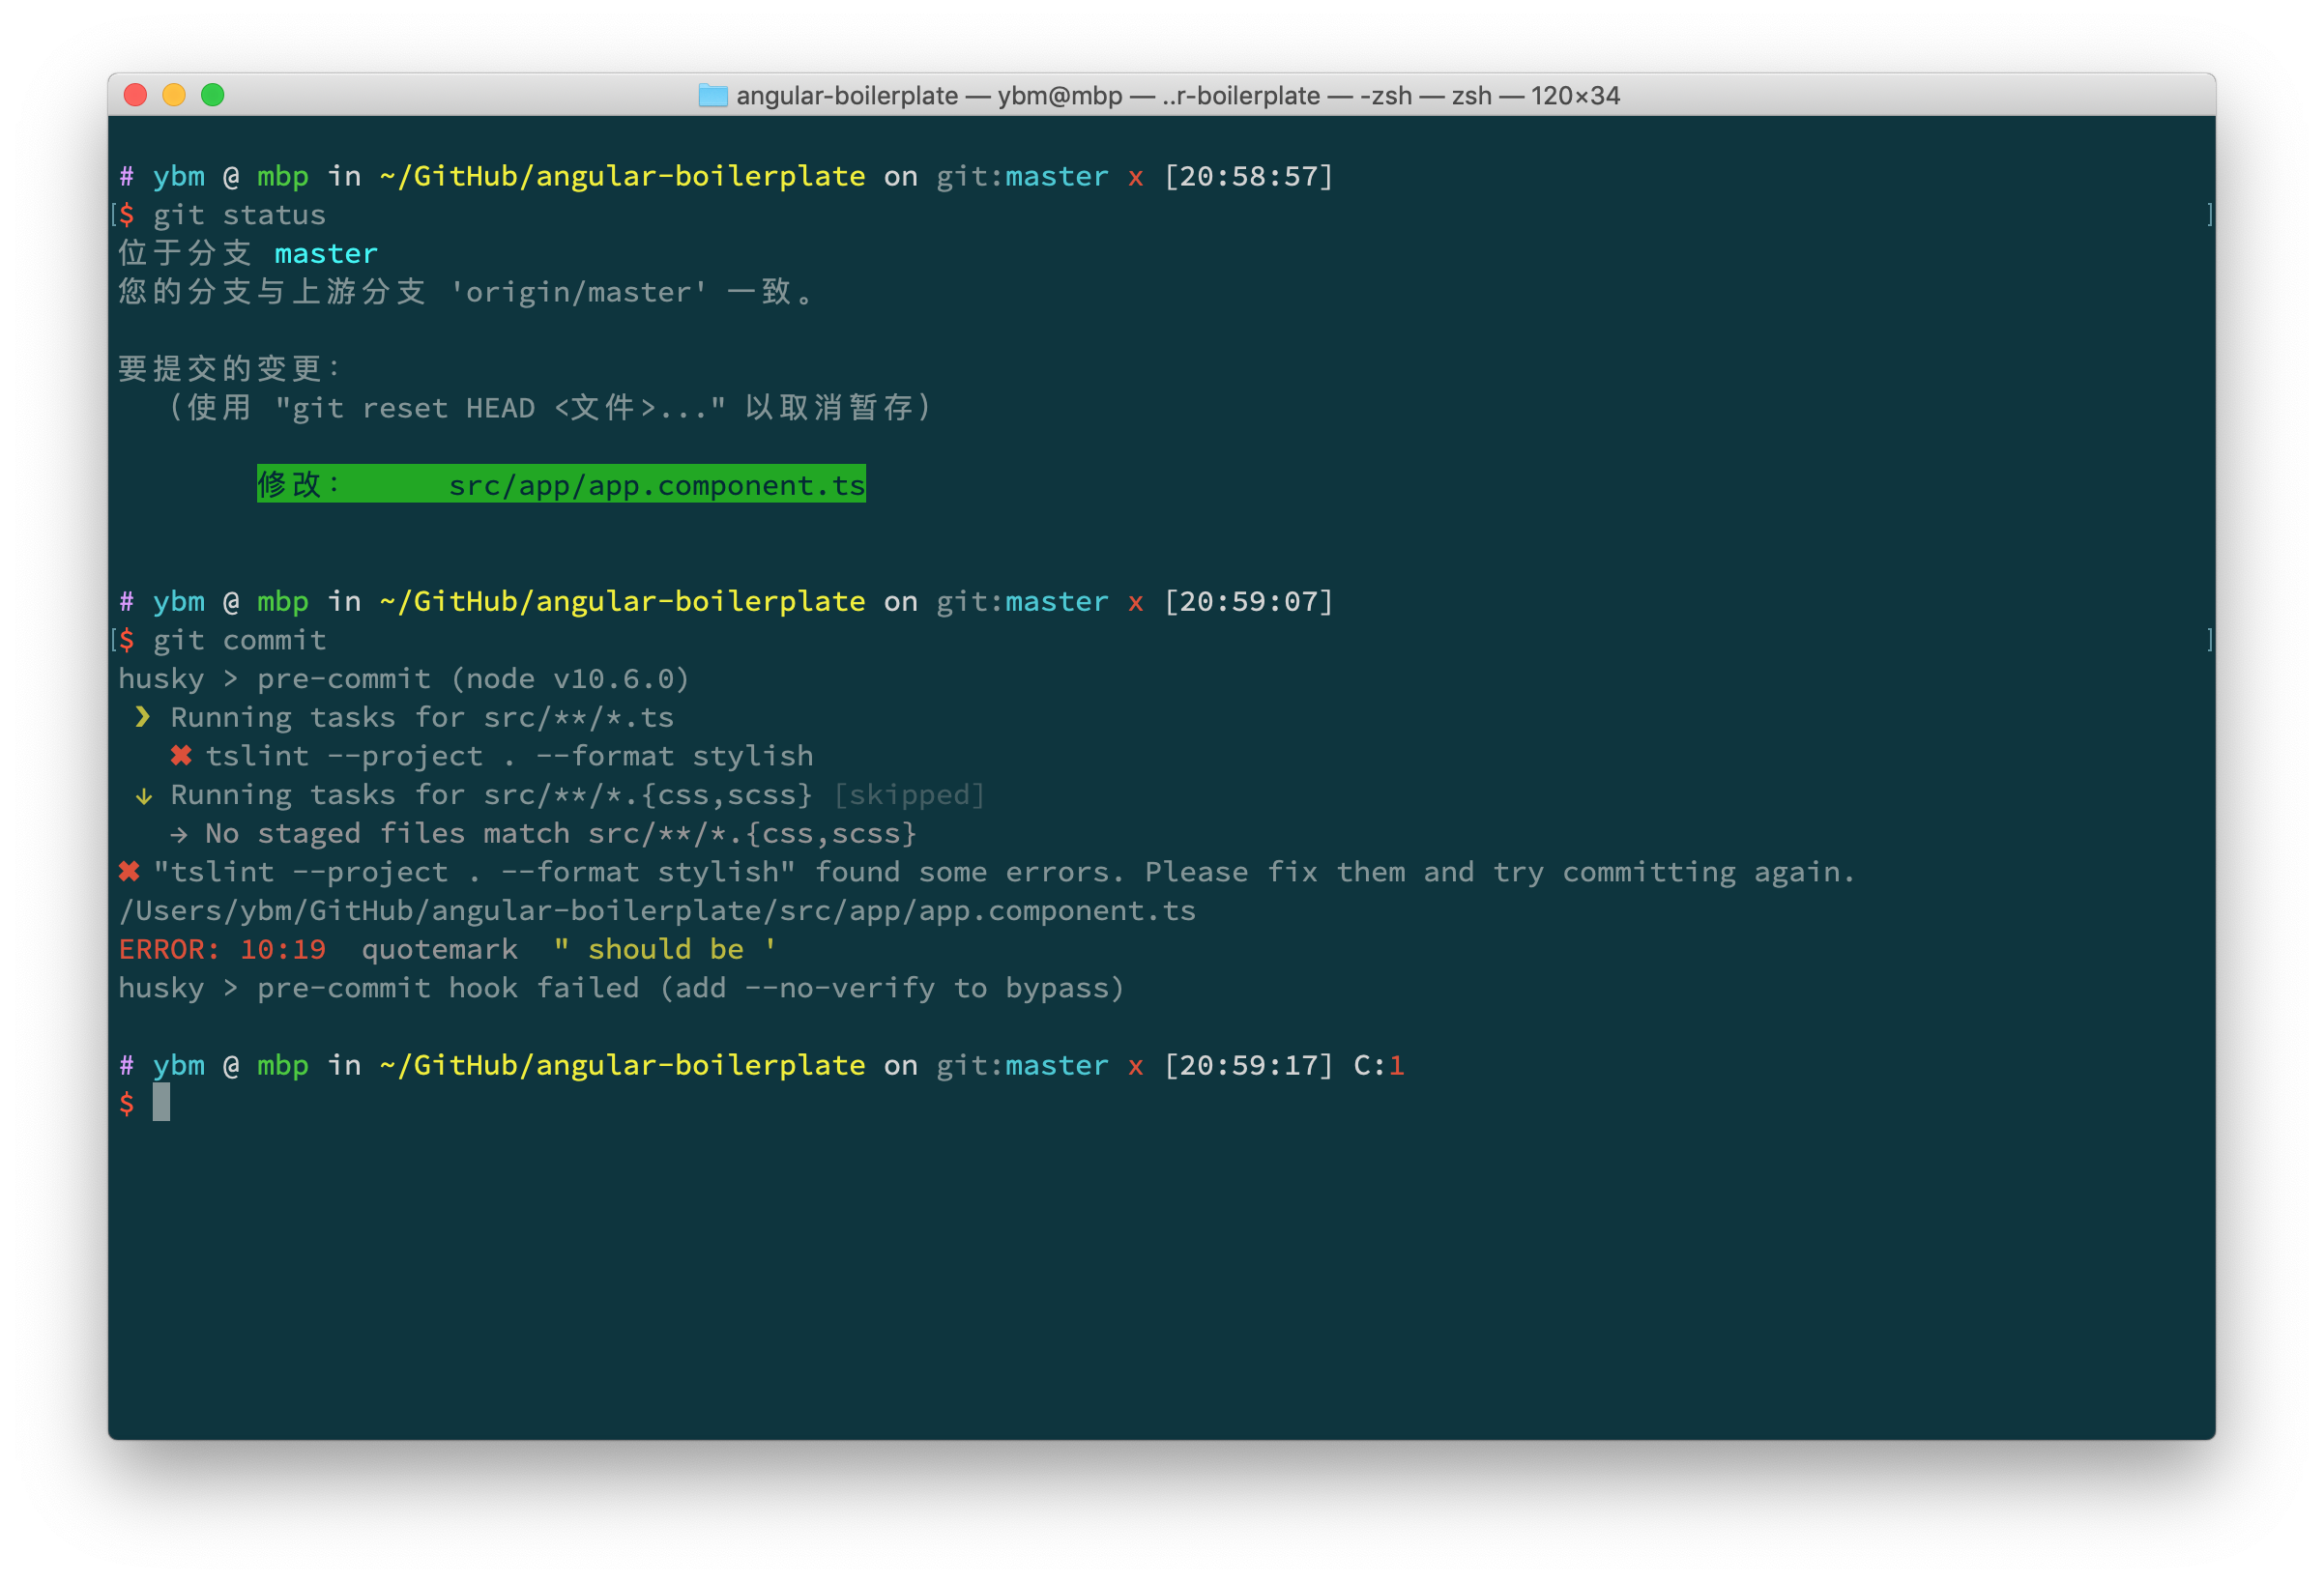 angular-boilerplate — ybm@mbp — ..r-boilerplate — -zsh — zsh — 120×34
# ybm @ mbp in ~/GitHub/angular-boilerplate on git:master x [20:58:57]
[$ git status ]
位于分支 master
您的分支与上游分支 'origin/master' 一致。
要提交的变更：
（使用 "git reset HEAD <文件>..." 以取消暂存）
修改： src/app/app.component.ts
# ybm @ mbp in ~/GitHub/angular-boilerplate on git:master x [20:59:07]
[$ git commit ]
husky > pre-commit (node v10.6.0)
❯ Running tasks for src/**/*.ts
✖ tslint --project . --format stylish
↓ Running tasks for src/**/*.{css,scss} [skipped]
→ No staged files match src/**/*.{css,scss}
✖ "tslint --project . --format stylish" found some errors. Please fix them and try committing again.
/Users/ybm/GitHub/angular-boilerplate/src/app/app.component.ts
ERROR: 10:19 quotemark " should be '
husky > pre-commit hook failed (add --no-verify to bypass)
# ybm @ mbp in ~/GitHub/angular-boilerplate on git:master x [20:59:17] C:1
$